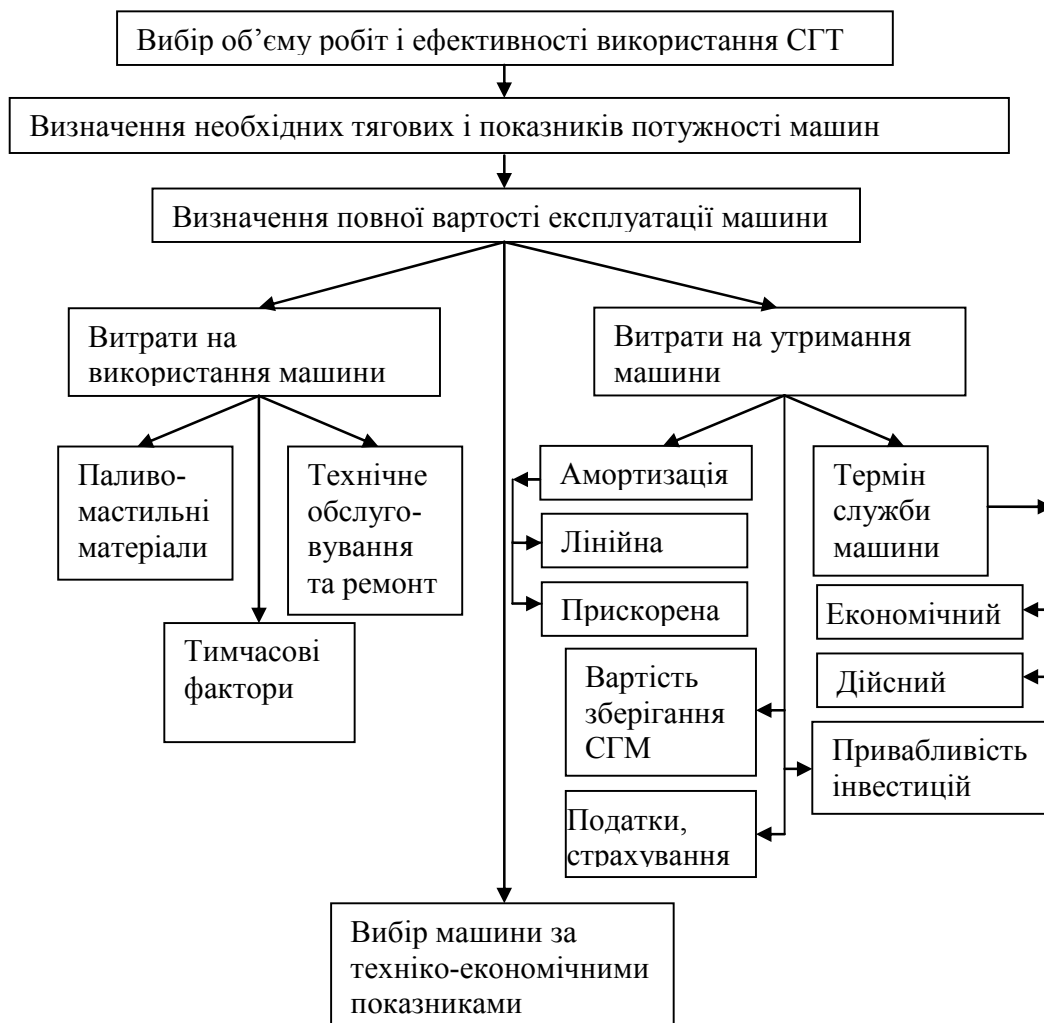 Вибір об’єму робіт і ефективності використання СГТ
Визначення необхідних тягових і показників потужності машин
Визначення повної вартості експлуатації машини
Витрати на
використання машини
Витрати на утримання
машини
Паливо-
мастильні
матеріали
Технічне
обслуго-
вування
та ремонт
Тимчасові
фактори
Амортизація
Лінійна
Прискорена
Термін
служби
машини
Економічний
Дійсний
Вартість
зберігання
СГМ
Привабливість
інвестицій
Податки,
страхування
Вибір машини за
техніко-економічними
показниками